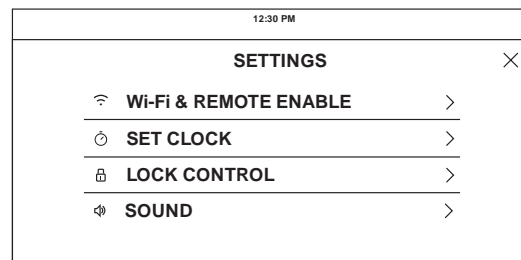 12:30 PM
SETTINGS
Wi-Fi & REMOTE ENABLE
SET CLOCK
LOCK CONTROL
SOUND